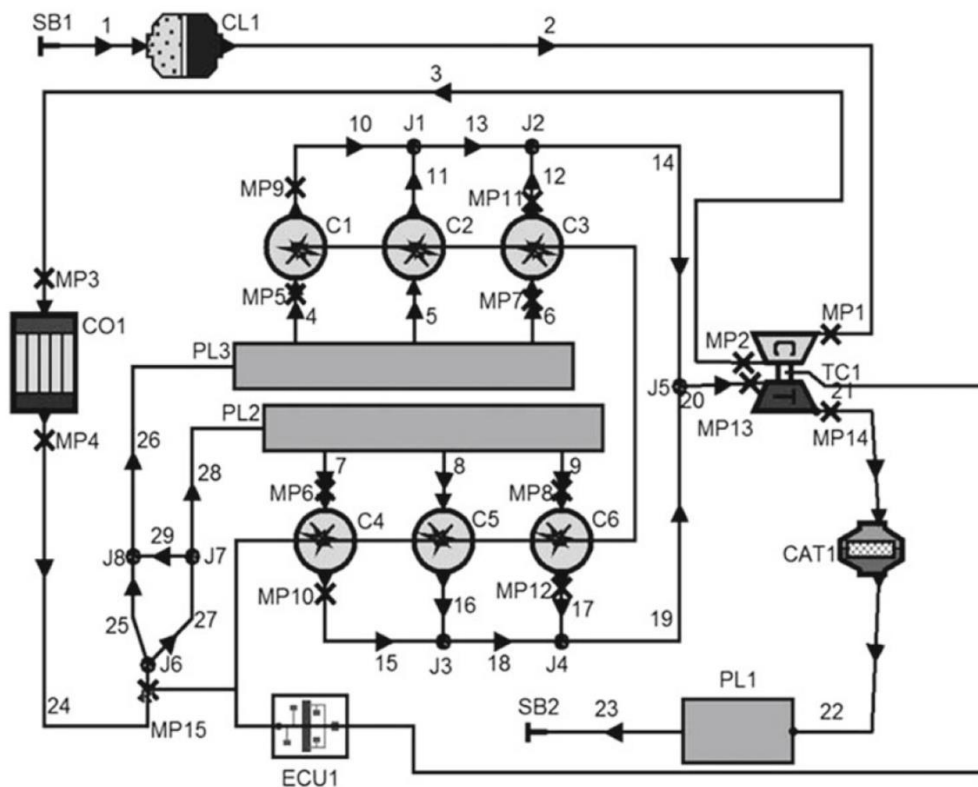 SB1 1 CL1 2
3
10 J1 13 J2 14
MP9 11 MP11 12
C1 C2 C3
MP3 MP5 4 5 MP7 6
CO1 MP2 MP1
PL3 TC1
J5 20 21
MP4 PL2 MP13 MP14
26 28 7 8 9
MP6 MP8
C4 C5 C6
J8 29 J7 CAT1
MP10 16 MP12 17
25 27 19
J6 15 J3 18 J4
24 MP15 PL1
SB2 23 22
ECU1
C
T